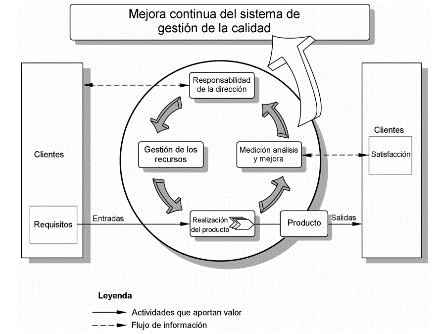 Mejora continua del sistema de
gestión de la calidad
Responsabilidad
de la dirección
Clientes
Clientes
Gestión de los
recursos
Medición análisis
y mejora
Satisfacción
Requisitos
Entradas
Realización
del producto
Producto
Salidas
Leyenda
Actividades que aportan valor
Flujo de información